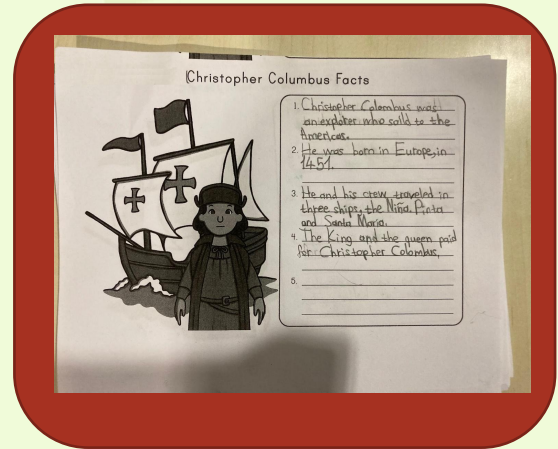 Christopher Columbus Facts
1. Christopher Colombus was
an explorer who saild to the
Americas.
2. He was born in Europe, in
1451.
3. He and his crew traveled in
three ships, the Niña, Pinta
and Santa Maria.
4. The King and the queen paid
for Christopher Colombus.
5.